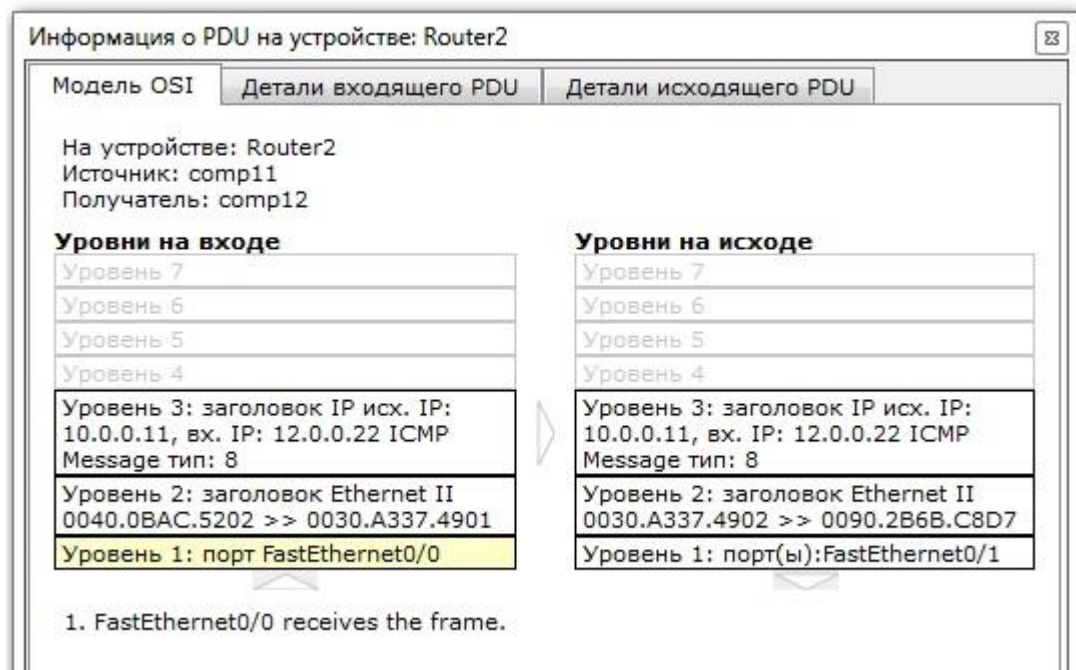 Информация о PDU на устройстве: Router2
Модель OSI
Детали входящего PDU
Детали исходящего PDU
На устройстве: Router2
Источник: comp11
Получатель: comp12
Уровни на входе
Уровень 7
Уровень 6
Уровень 5
Уровень 4
Уровень 3: заголовок IP исх. IP:
10.0.0.11, вх. IP: 12.0.0.22 ICMP
Message тип: 8
Уровень 2: заголовок Ethernet II
0040.0BAC.5202 >> 0030.A337.4901
Уровень 1: порт FastEthernet0/0
Уровни на исходе
Уровень 7
Уровень 6
Уровень 5
Уровень 4
Уровень 3: заголовок IP исх. IP:
10.0.0.11, вх. IP: 12.0.0.22 ICMP
Message тип: 8
Уровень 2: заголовок Ethernet II
0030.A337.4902 >> 0090.2B6B.C8D7
Уровень 1: порт(ы):FastEthernet0/1
1. FastEthernet0/0 receives the frame.